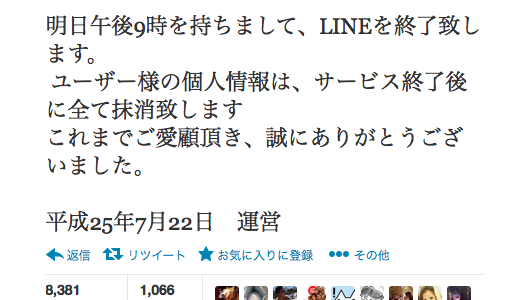 明日午後9時を持ちまして、LINEを終了致し
ます。
ユーザー様の個人情報は、サービス終了後
に全て抹消致します
これまでご愛顧頂き、誠にありがとうござ
いました。
平成25年7月22日　運営
返信 リツイート お気に入りに登録 その他
8,381 1,066